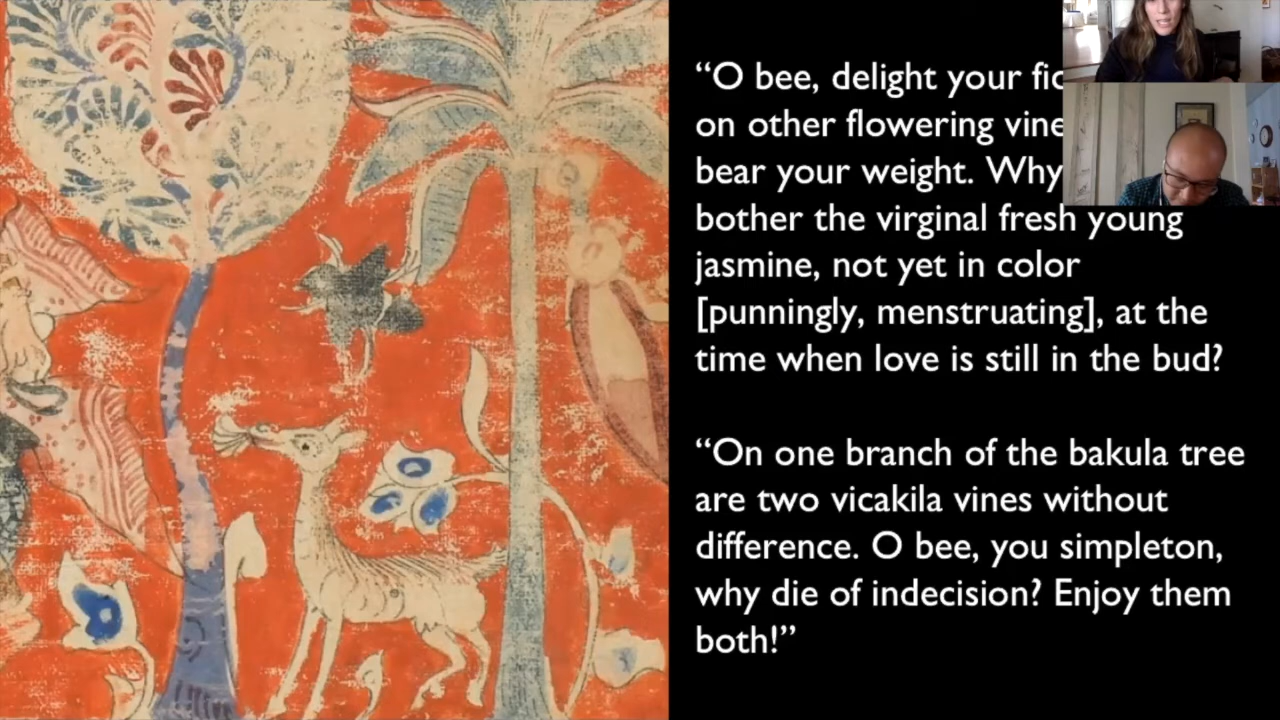 “O bee, delight your
on other flowering
bear your weight. Why
bother the virginal fresh young
jasmine, not yet in color
[punningly, menstruating], at the
time when love is still in the bud?
“On one branch of the bakula tree
are two vicakila vines without
difference. O bee, you simpleton,
why die of indecision? Enjoy them
both!”